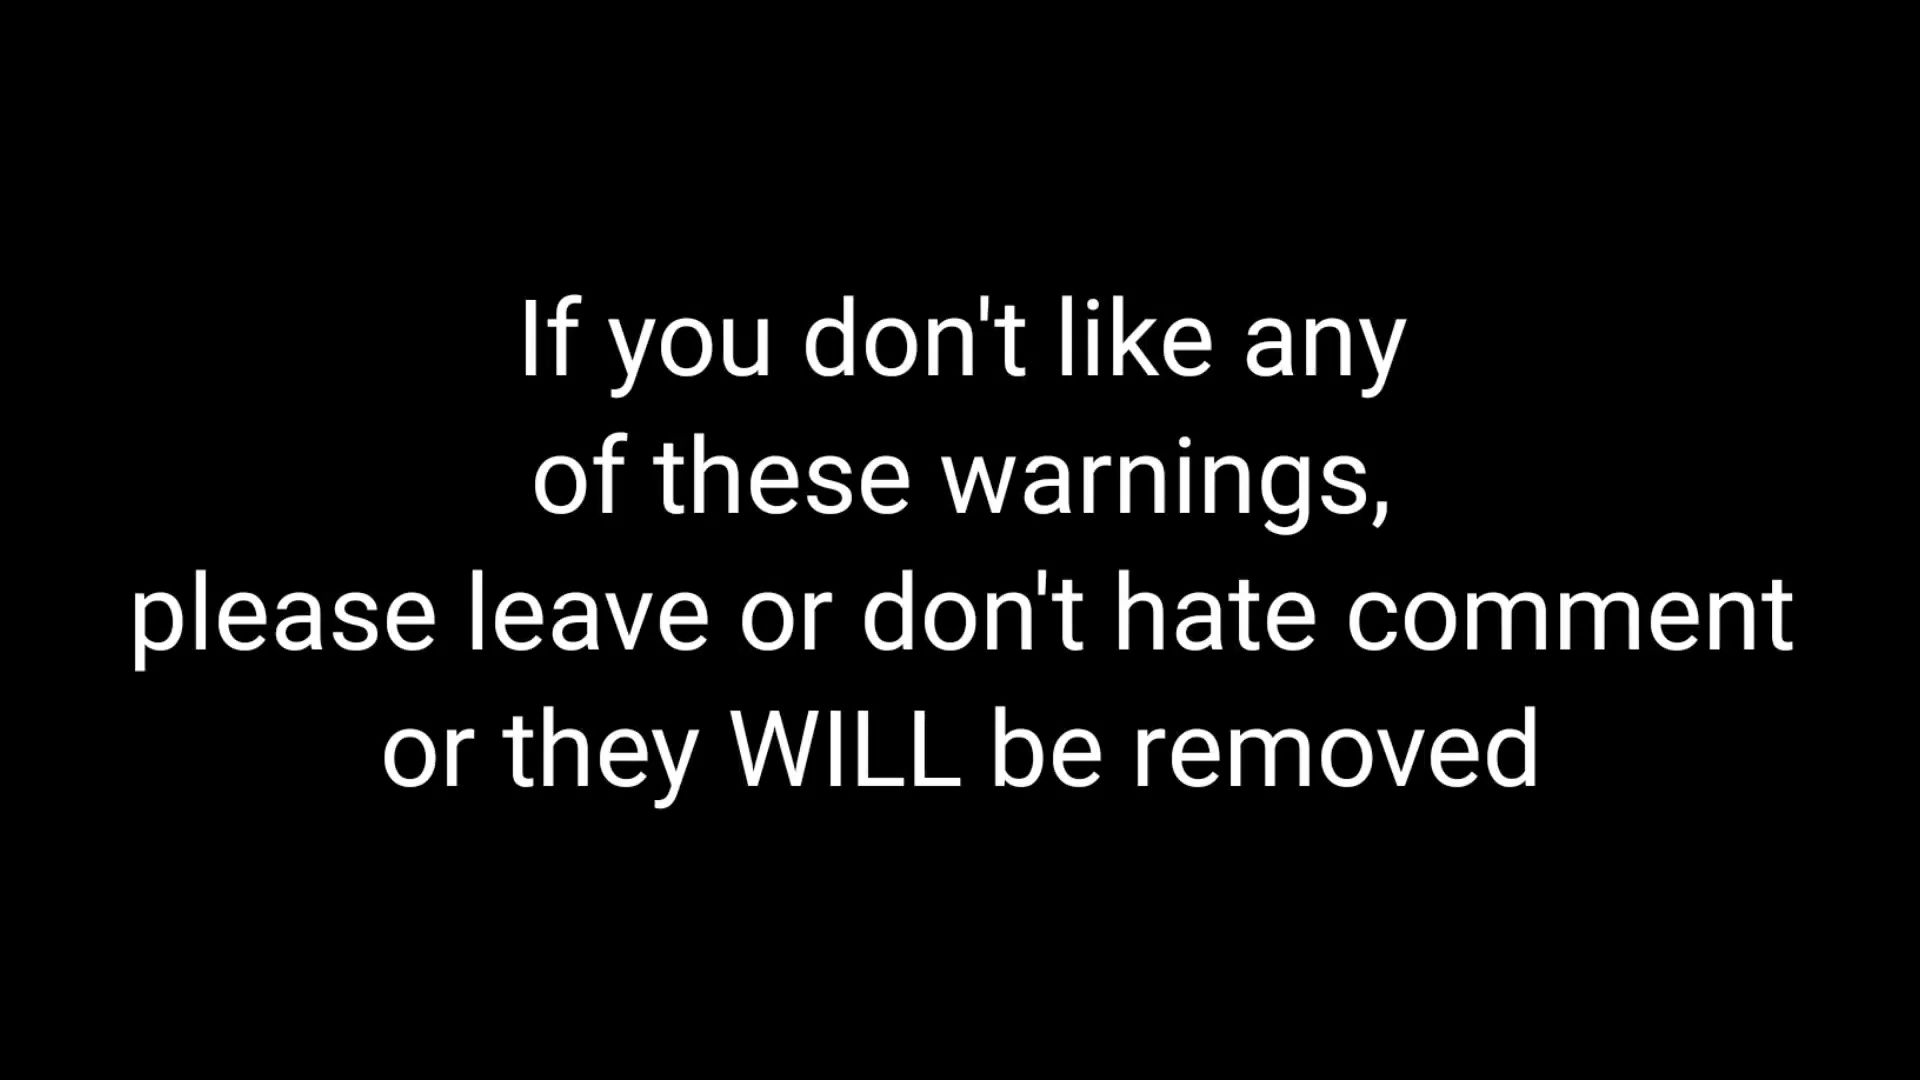 If you don't like any
of these warnings,
please leave or don't hate comment
or they WILL be removed